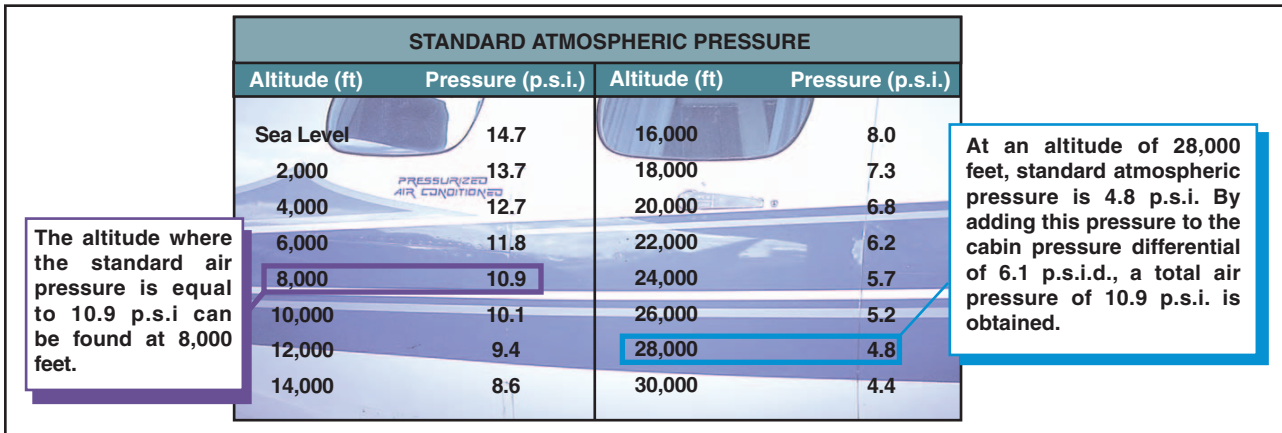 STANDARD ATMOSPHERIC PRESSURE
Altitude (ft) Pressure (p.s.i.) Altitude (ft) Pressure (p.s.i.)
Sea Level 14.7 16,000 8.0
2,000 13.7 18,000 7.3
PRESSURIZED
AIR CONDITIONED
4,000 12.7 20,000 6.8
6,000 11.8 22,000 6.2
8,000 10.9 24,000 5.7
10,000 10.1 26,000 5.2
12,000 9.4 28,000 4.8
14,000 8.6 30,000 4.4
The altitude where
the standard air
pressure is equal
to 10.9 p.s.i can
be found at 8,000
feet.
At an altitude of 28,000
feet, standard atmospheric
pressure is 4.8 p.s.i. By
adding this pressure to the
cabin pressure differential
of 6.1 p.s.i.d., a total air
pressure of 10.9 p.s.i. is
obtained.